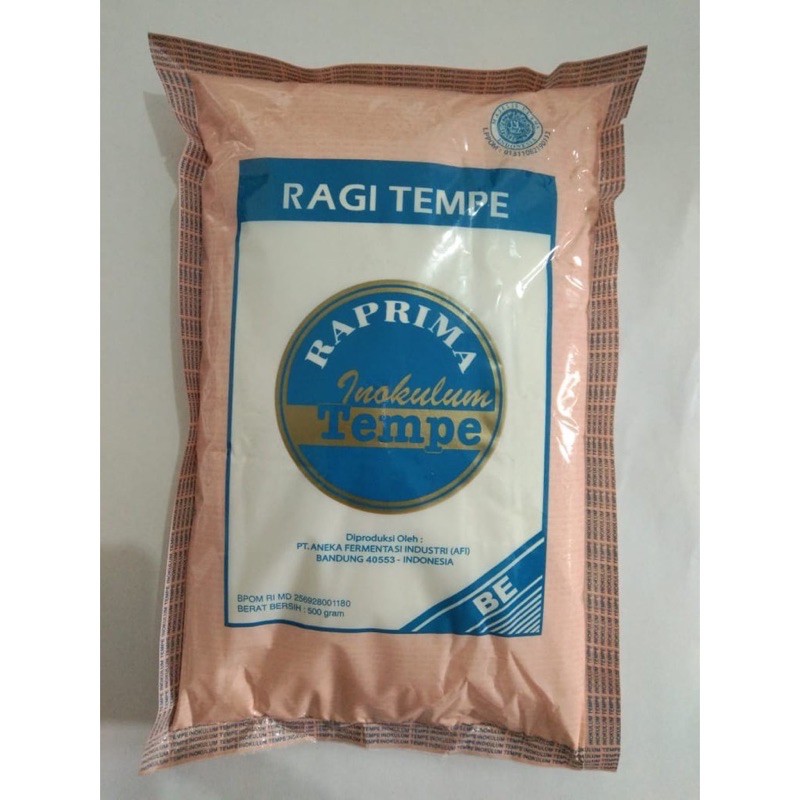 RAGI TEMPE
RAPRIMA
Inokulum
Tempe
Diproduksi Oleh :
PT. ANEKA FERMENTASI INDUSTRI (AFI)
BANDUNG 40553 - INDONESIA
BPOM RI MD 256928001180
BERAT BERSIH : 500 gram
BE